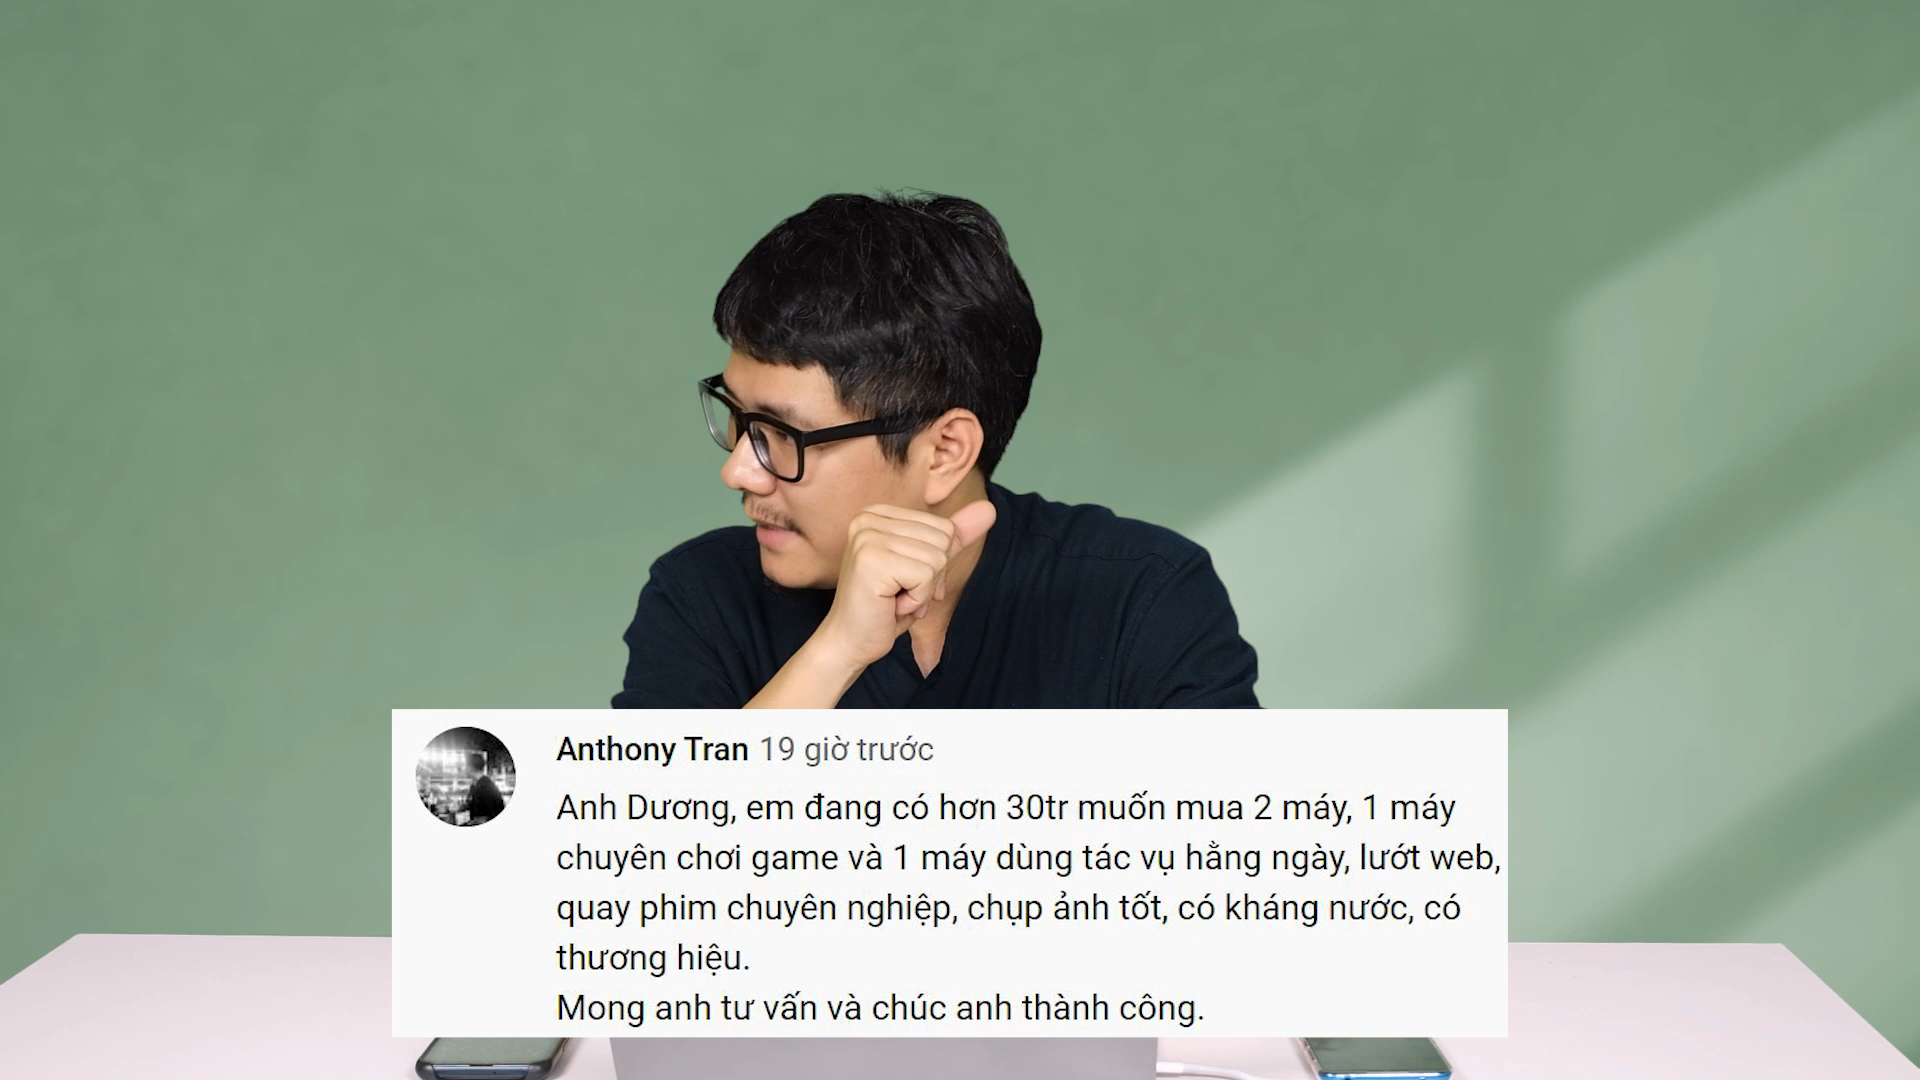 Anthony Tran 19 giờ trước
Anh Dương, em đang có hơn 30tr muốn mua 2 máy, 1 máy
chuyên chơi game và 1 máy dùng tác vụ hằng ngày, lướt web,
quay phim chuyên nghiệp, chụp ảnh tốt, có kháng nước, có
thương hiệu.
Mong anh tư vấn và chúc anh thành công.